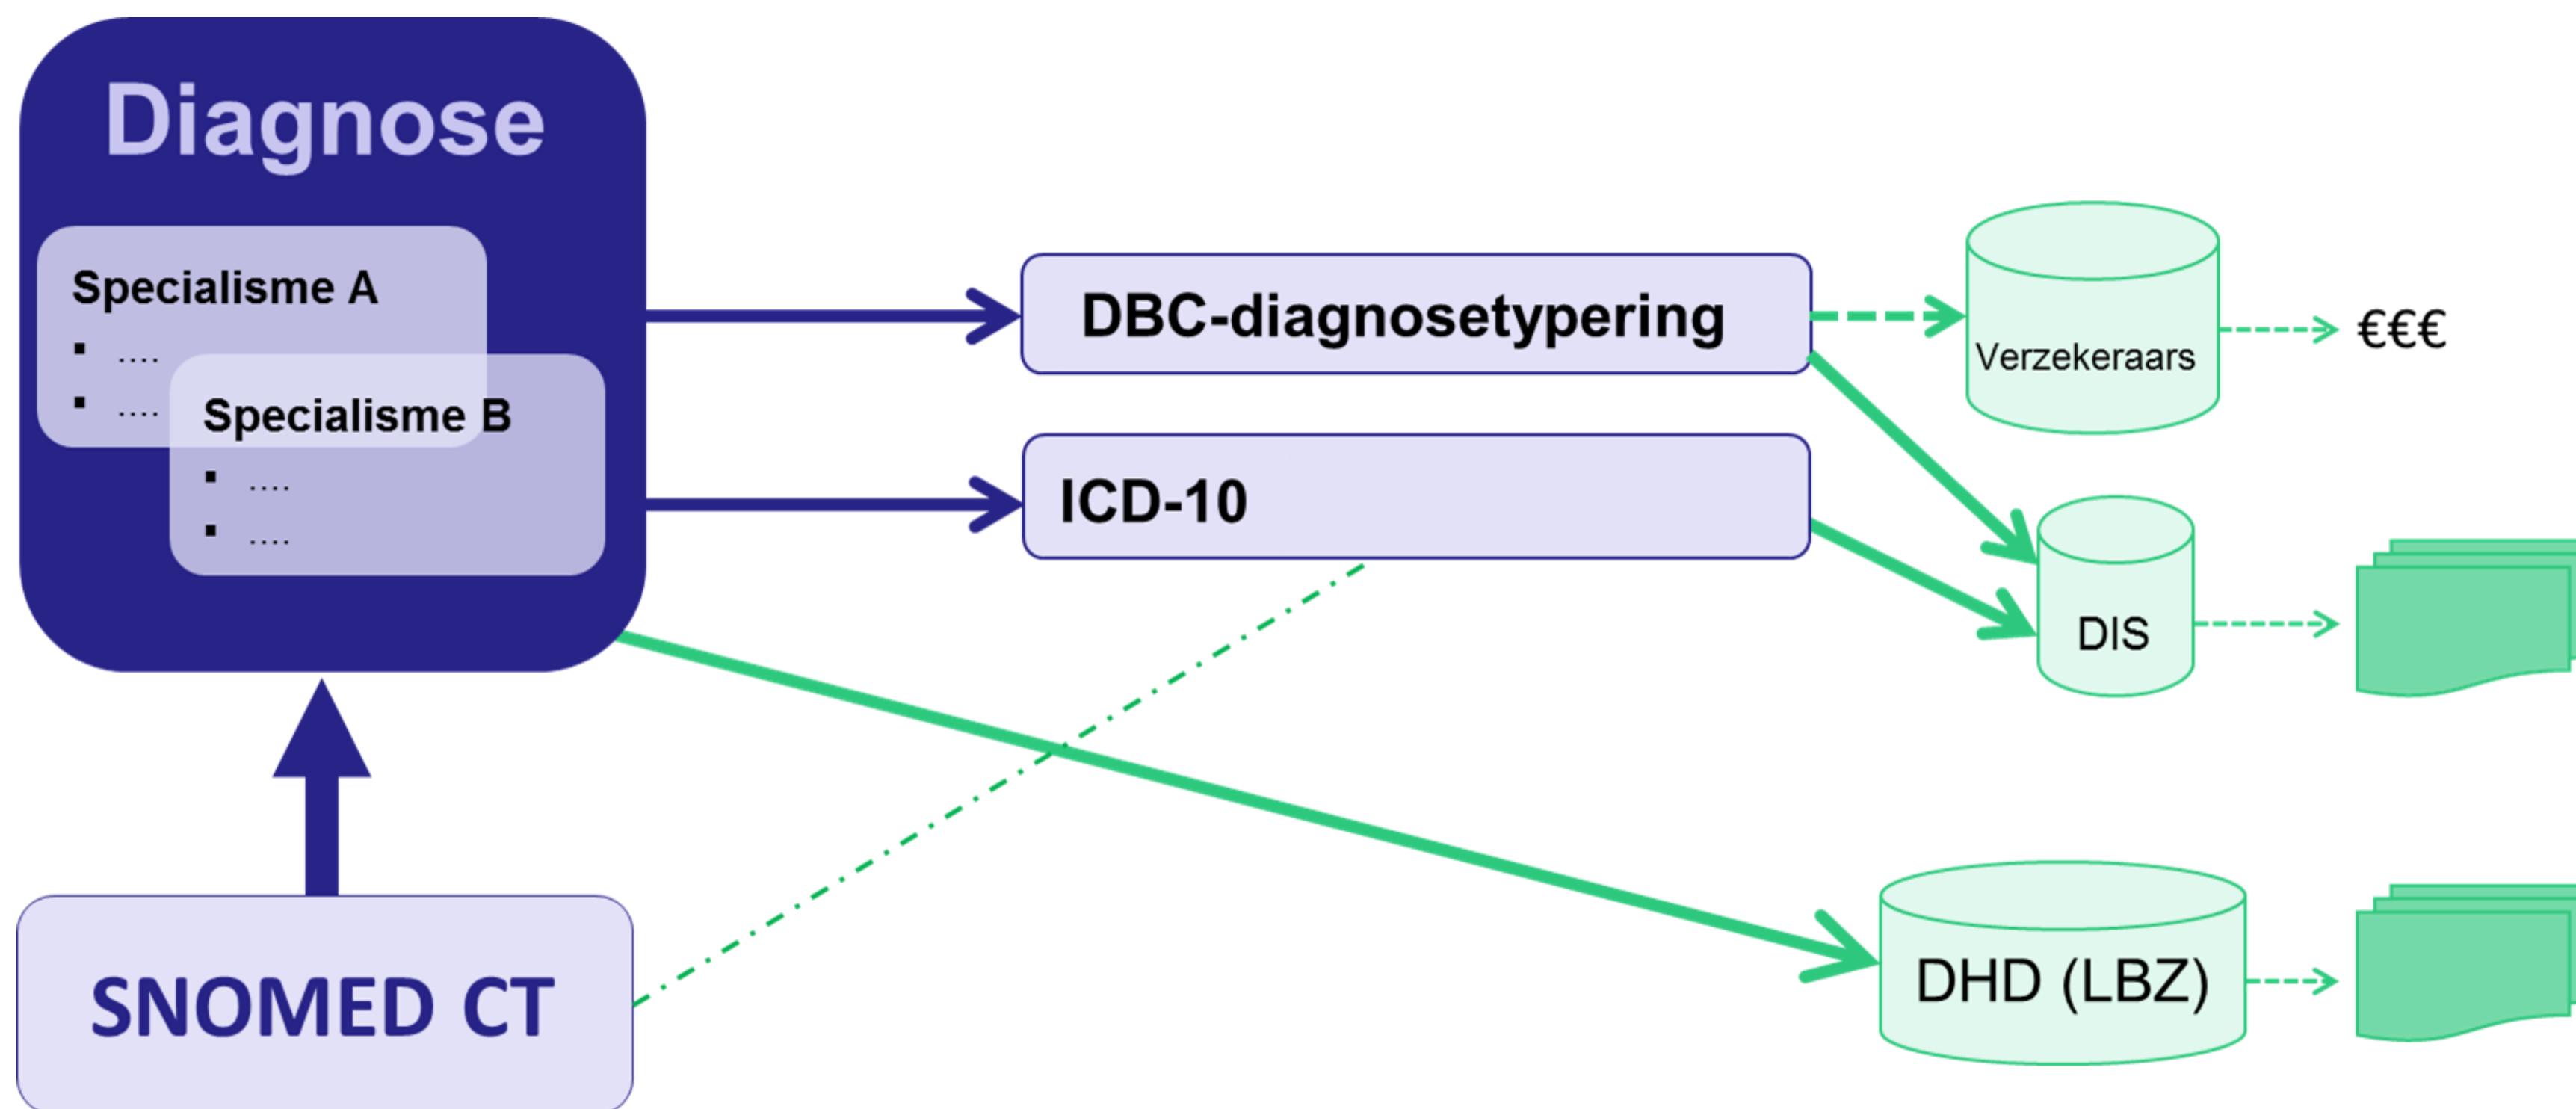 Diagnose
Specialisme A
▪ ....
▪ ....
Specialisme B
▪ ....
▪ ....
SNOMED CT
DBC-diagnosetypering
ICD-10
Verzekeraars
€€€
DIS
DHD (LBZ)